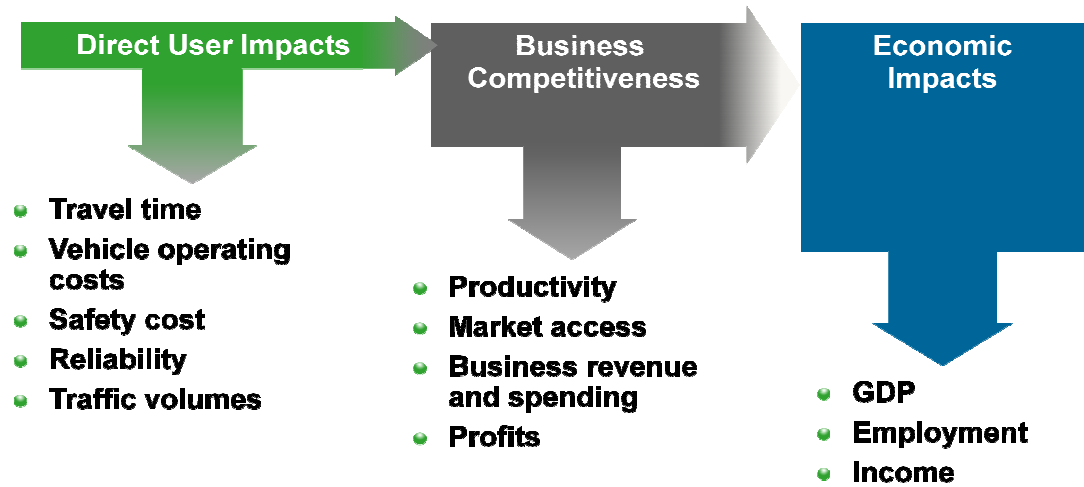 Direct User Impacts
Business
Competitiveness
Economic
Impacts
Travel time
Vehicle operating
costs
Safety cost
Reliability
Traffic volumes
Productivity
Market access
Business revenue
and spending
Profits
GDP
Employment
Income